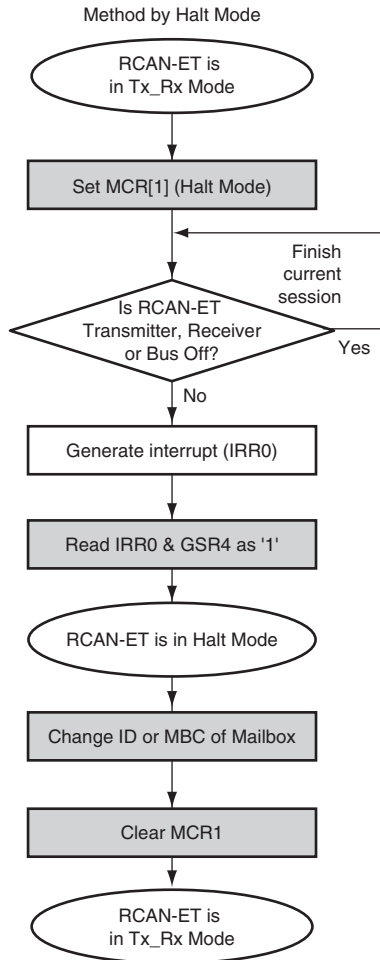 Method by Halt Mode
RCAN-ET is
in Tx_Rx Mode
Set MCR[1] (Halt Mode)
Finish
current
session
Is RCAN-ET
Transmitter, Receiver
or Bus Off?
Yes
No
Generate interrupt (IRR0)
Read IRR0 & GSR4 as '1'
RCAN-ET is in Halt Mode
Change ID or MBC of Mailbox
Clear MCR1
RCAN-ET is
in Tx_Rx Mode